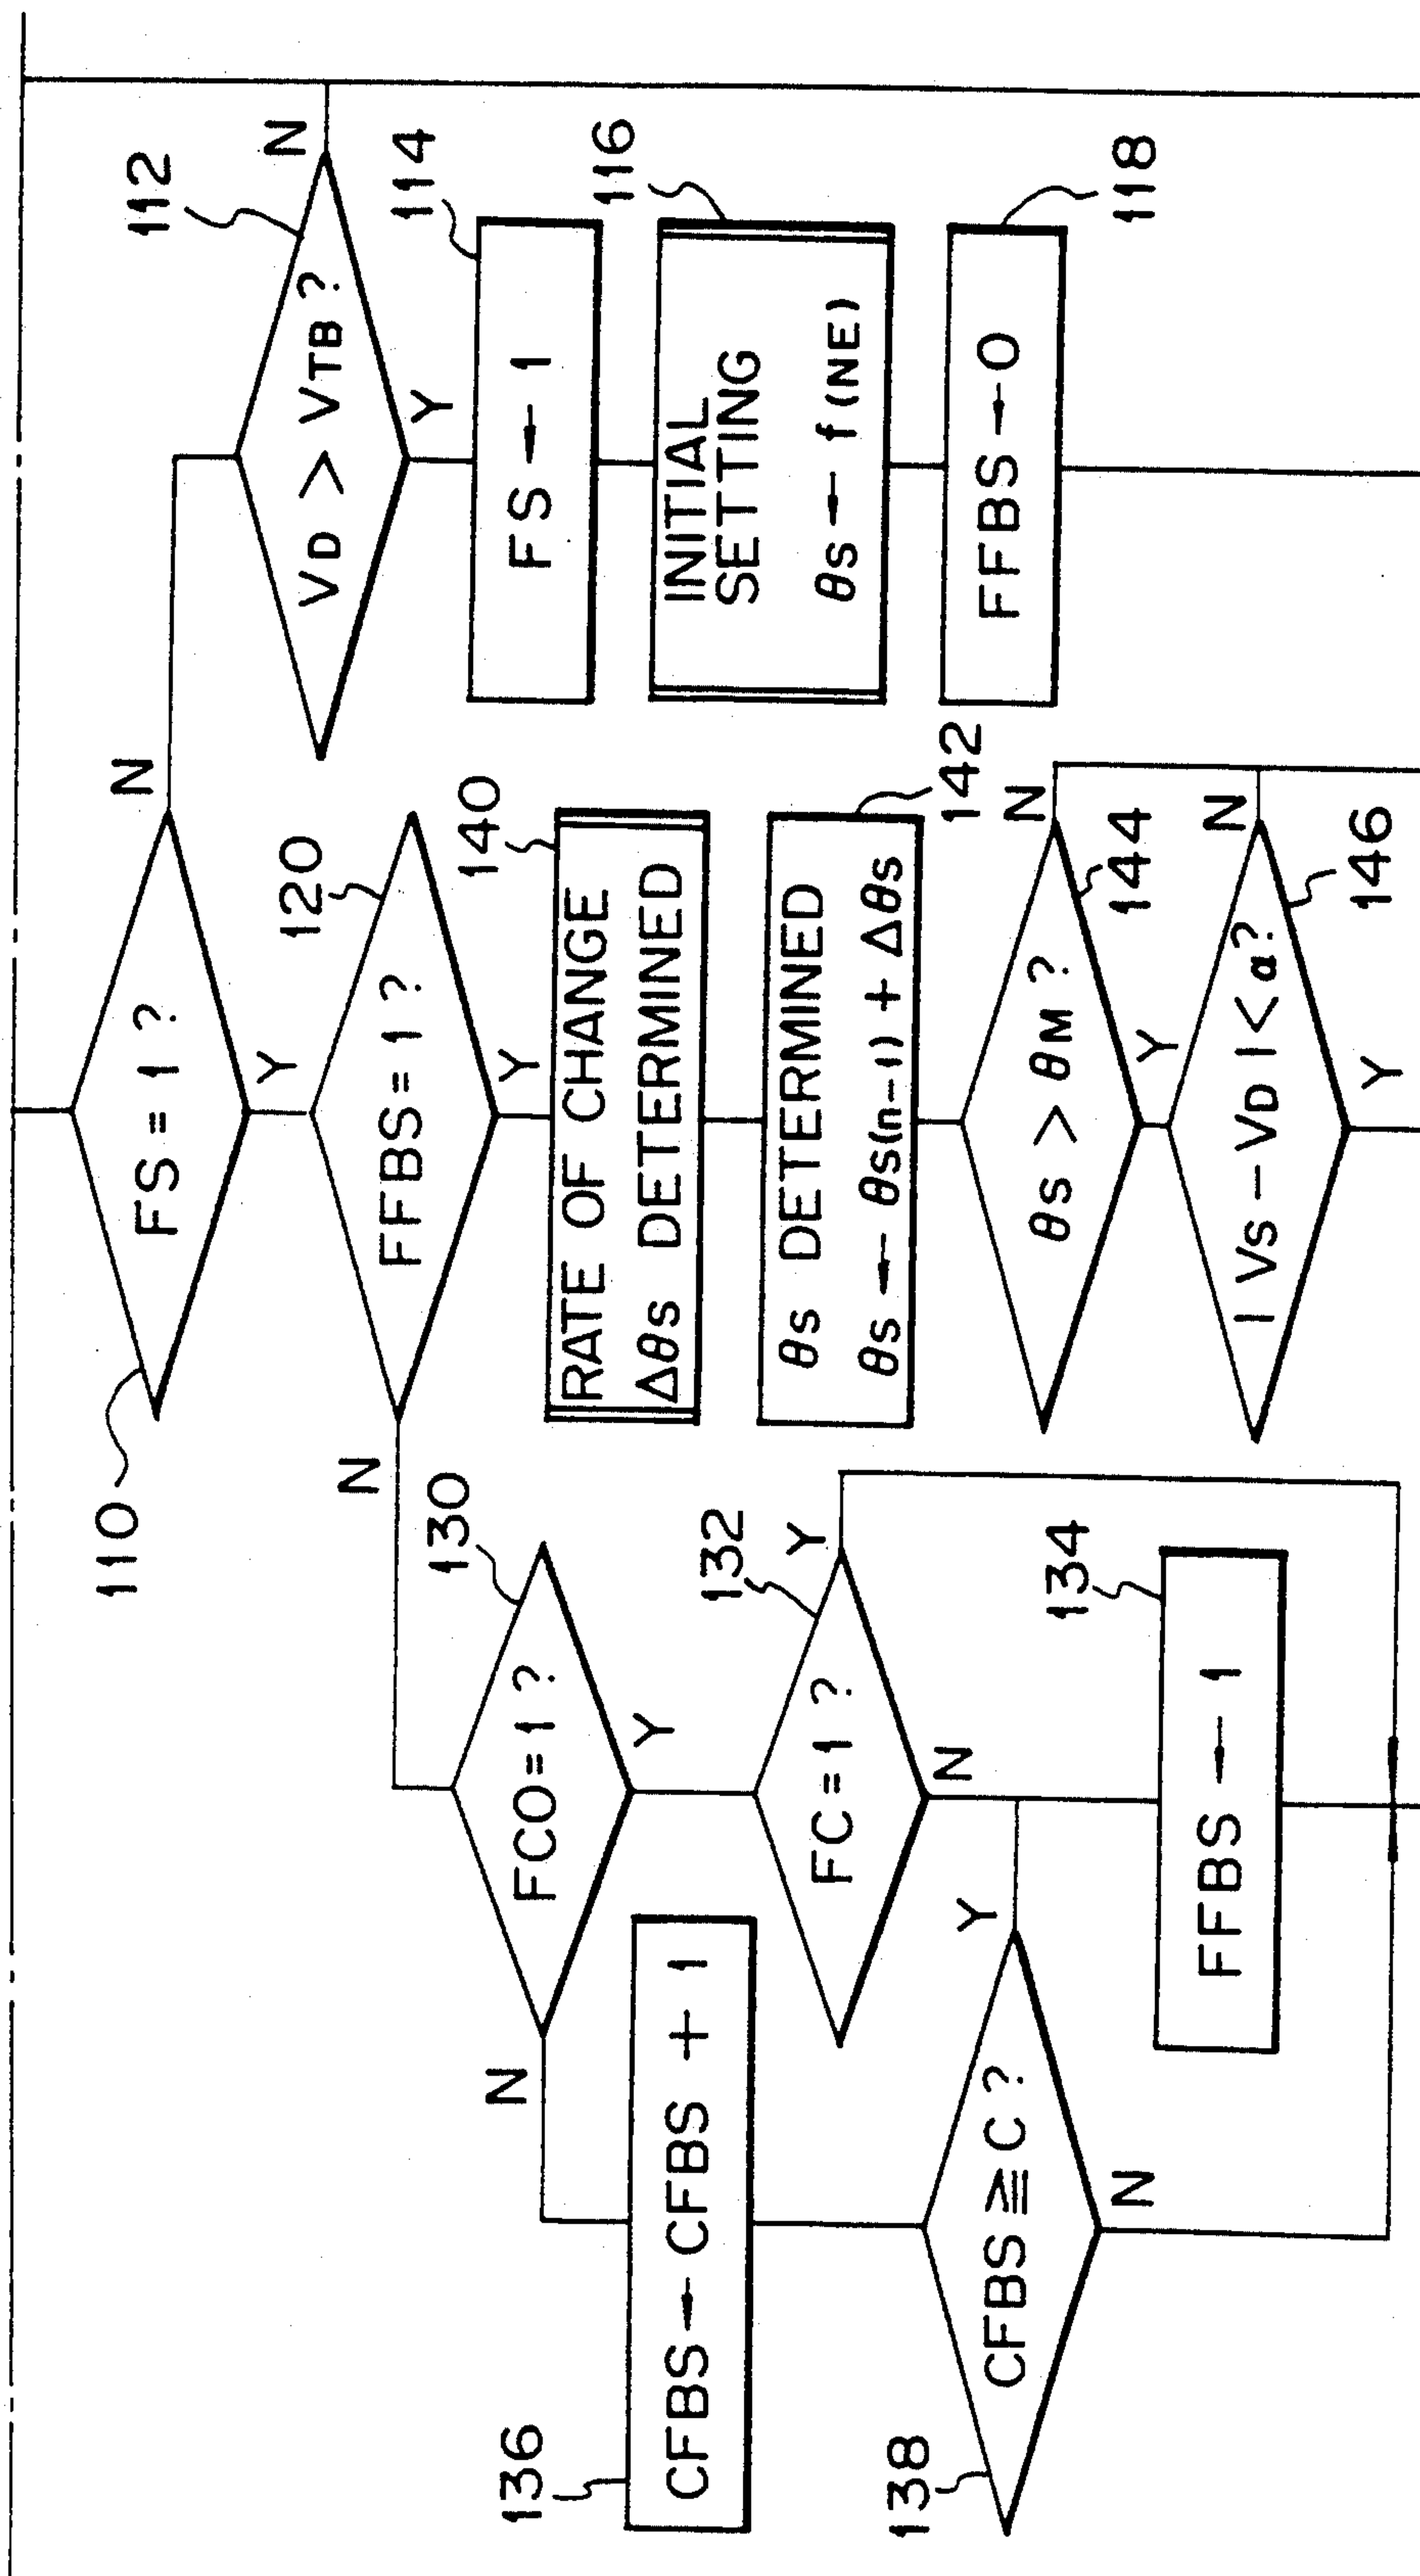 110
FS = 1 ?
N
Y
112
VD > VTB ?
N
Y
114
FS ← 1
116
INITIAL
SETTING
θS ← f (NE)
118
FFBS ← 0
120
FFBS = 1 ?
N
Y
130
FCO = 1 ?
N
Y
132
FC = 1 ?
Y
N
134
FFBS ← 1
136
CFBS ← CFBS + 1
138
CFBS ≧ C ?
Y
N
140
RATE OF CHANGE
ΔθS DETERMINED
142
θS DETERMINED
θS ← θS(n-1) + ΔθS
144
θS > θM ?
N
Y
146
| VS - VD | < α ?
N
Y